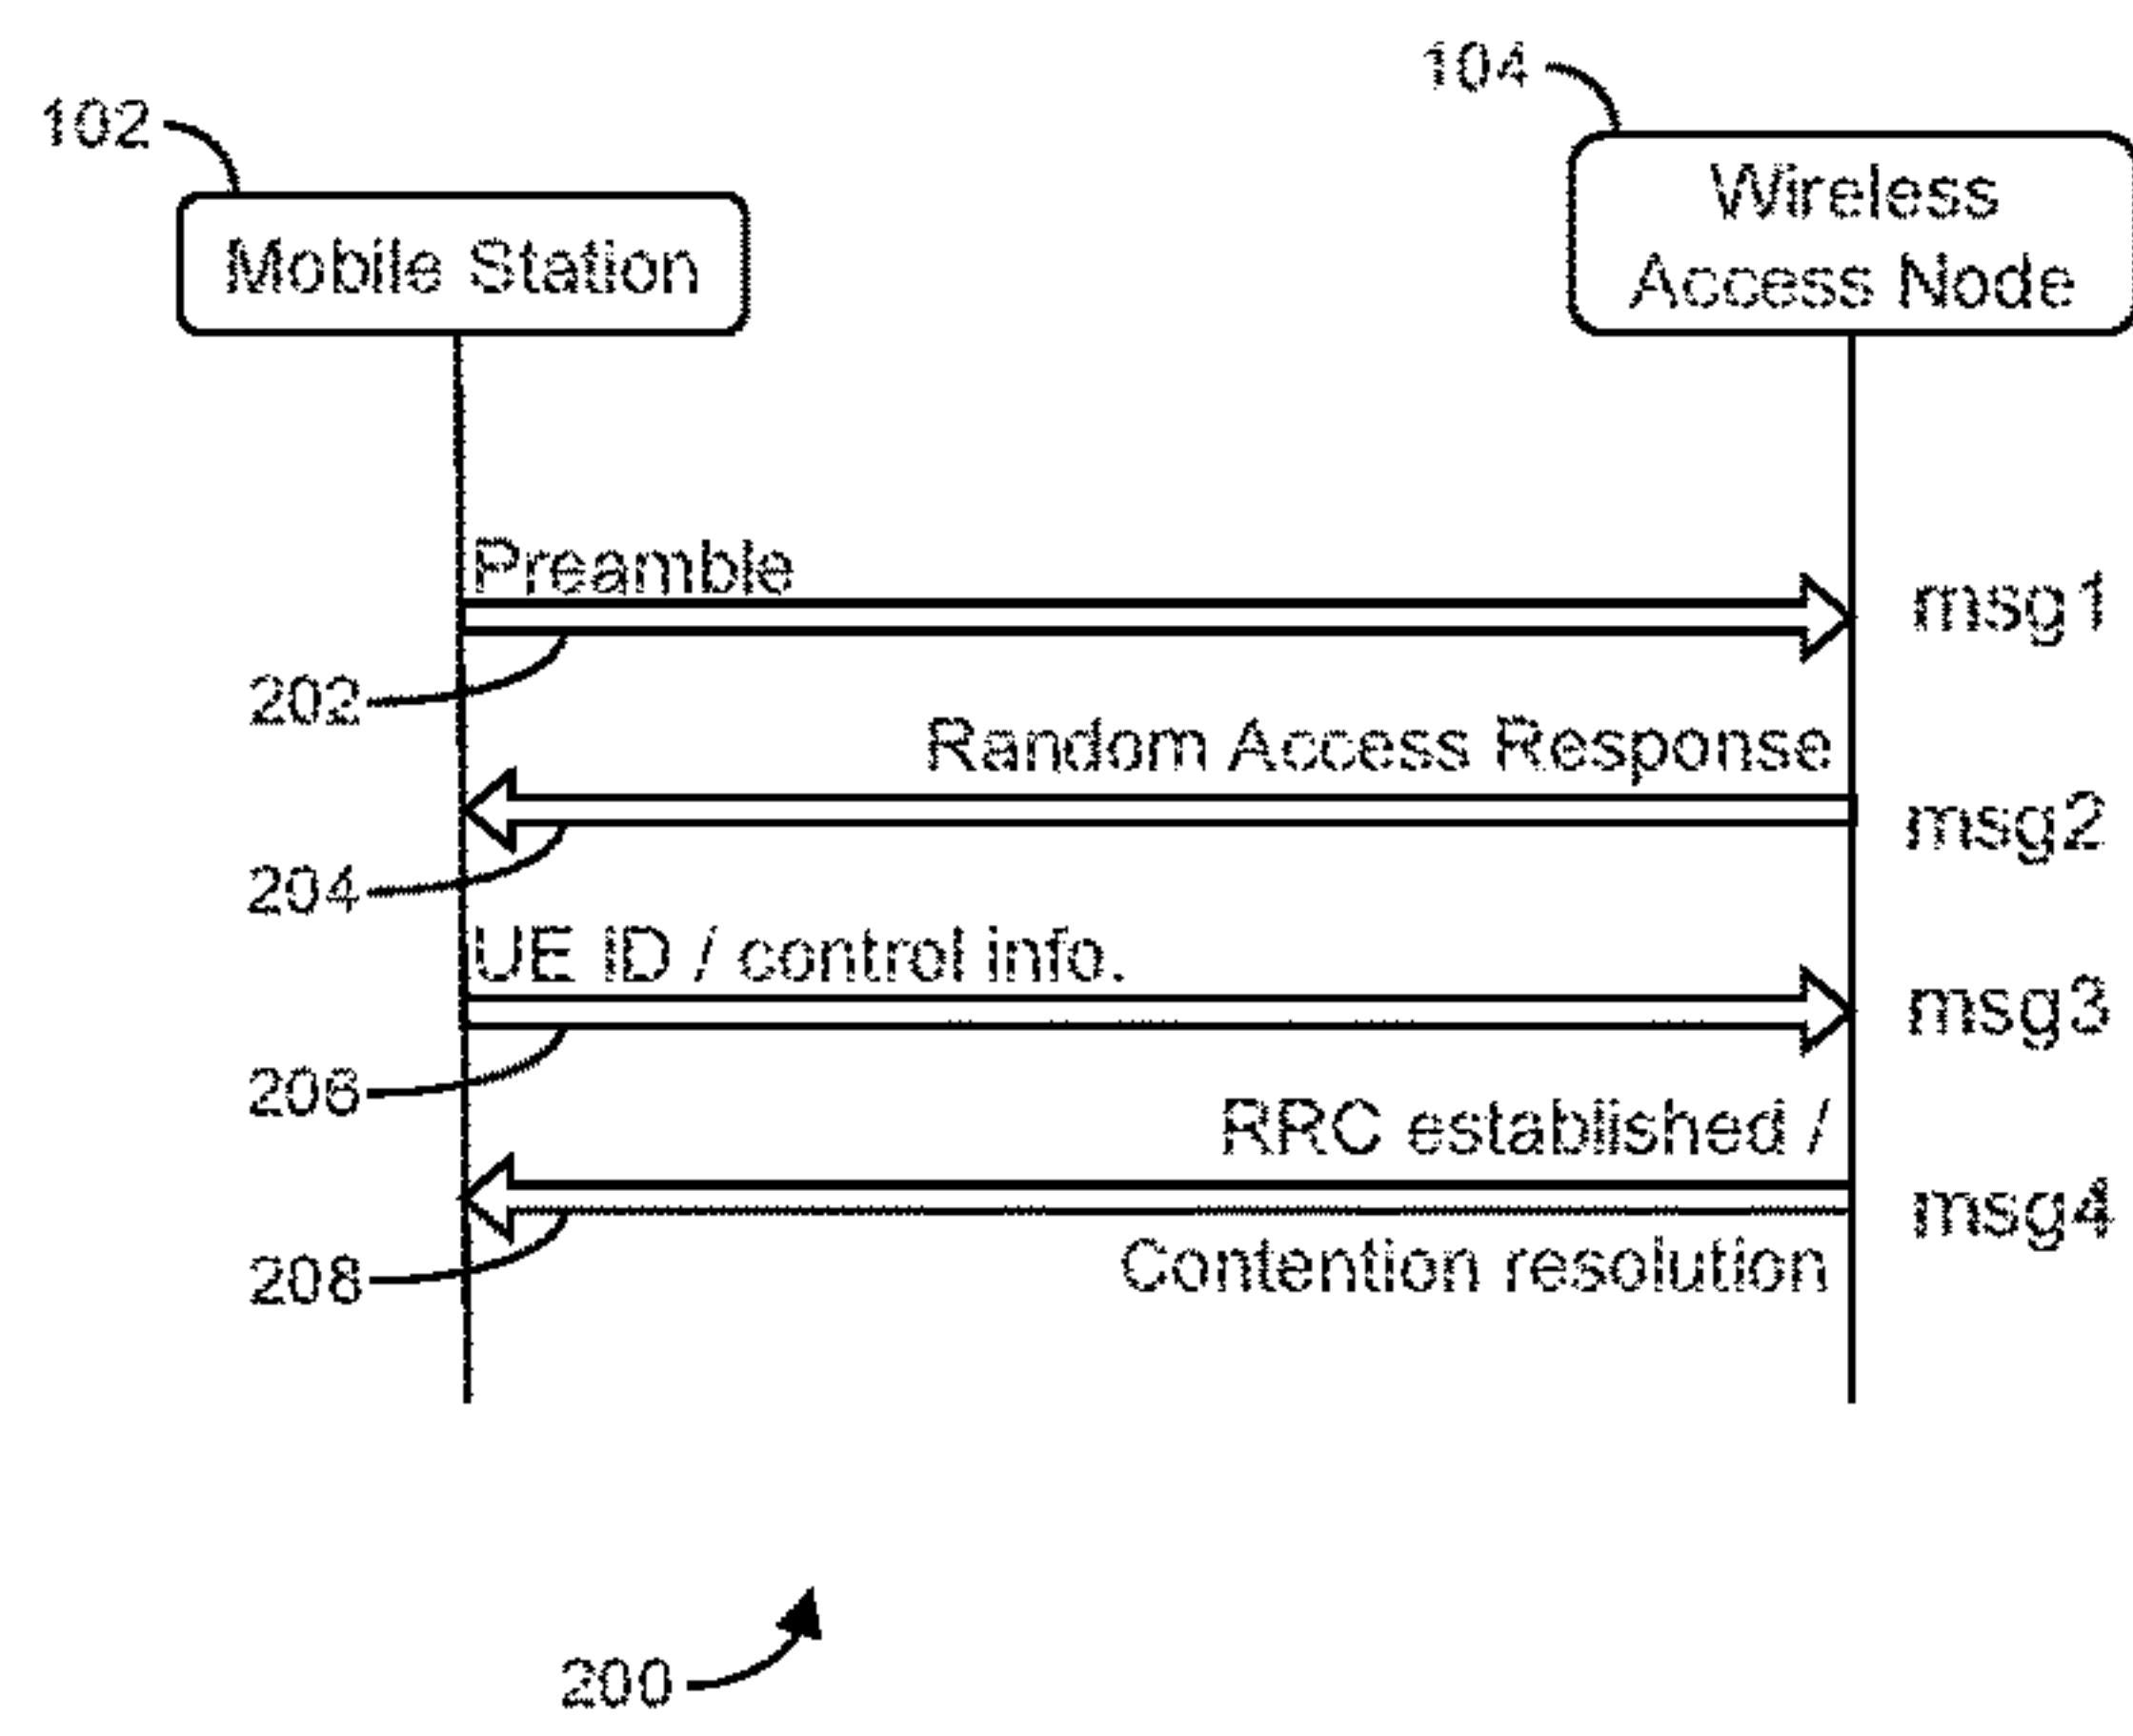 104
102
Wireless
Access Node
Mobile Station
Preamble
msg1
202
Random Access Response
msg2
204
UE ID / control info.
msg3
206
RRC established /
msg4
Contention resolution
208
200